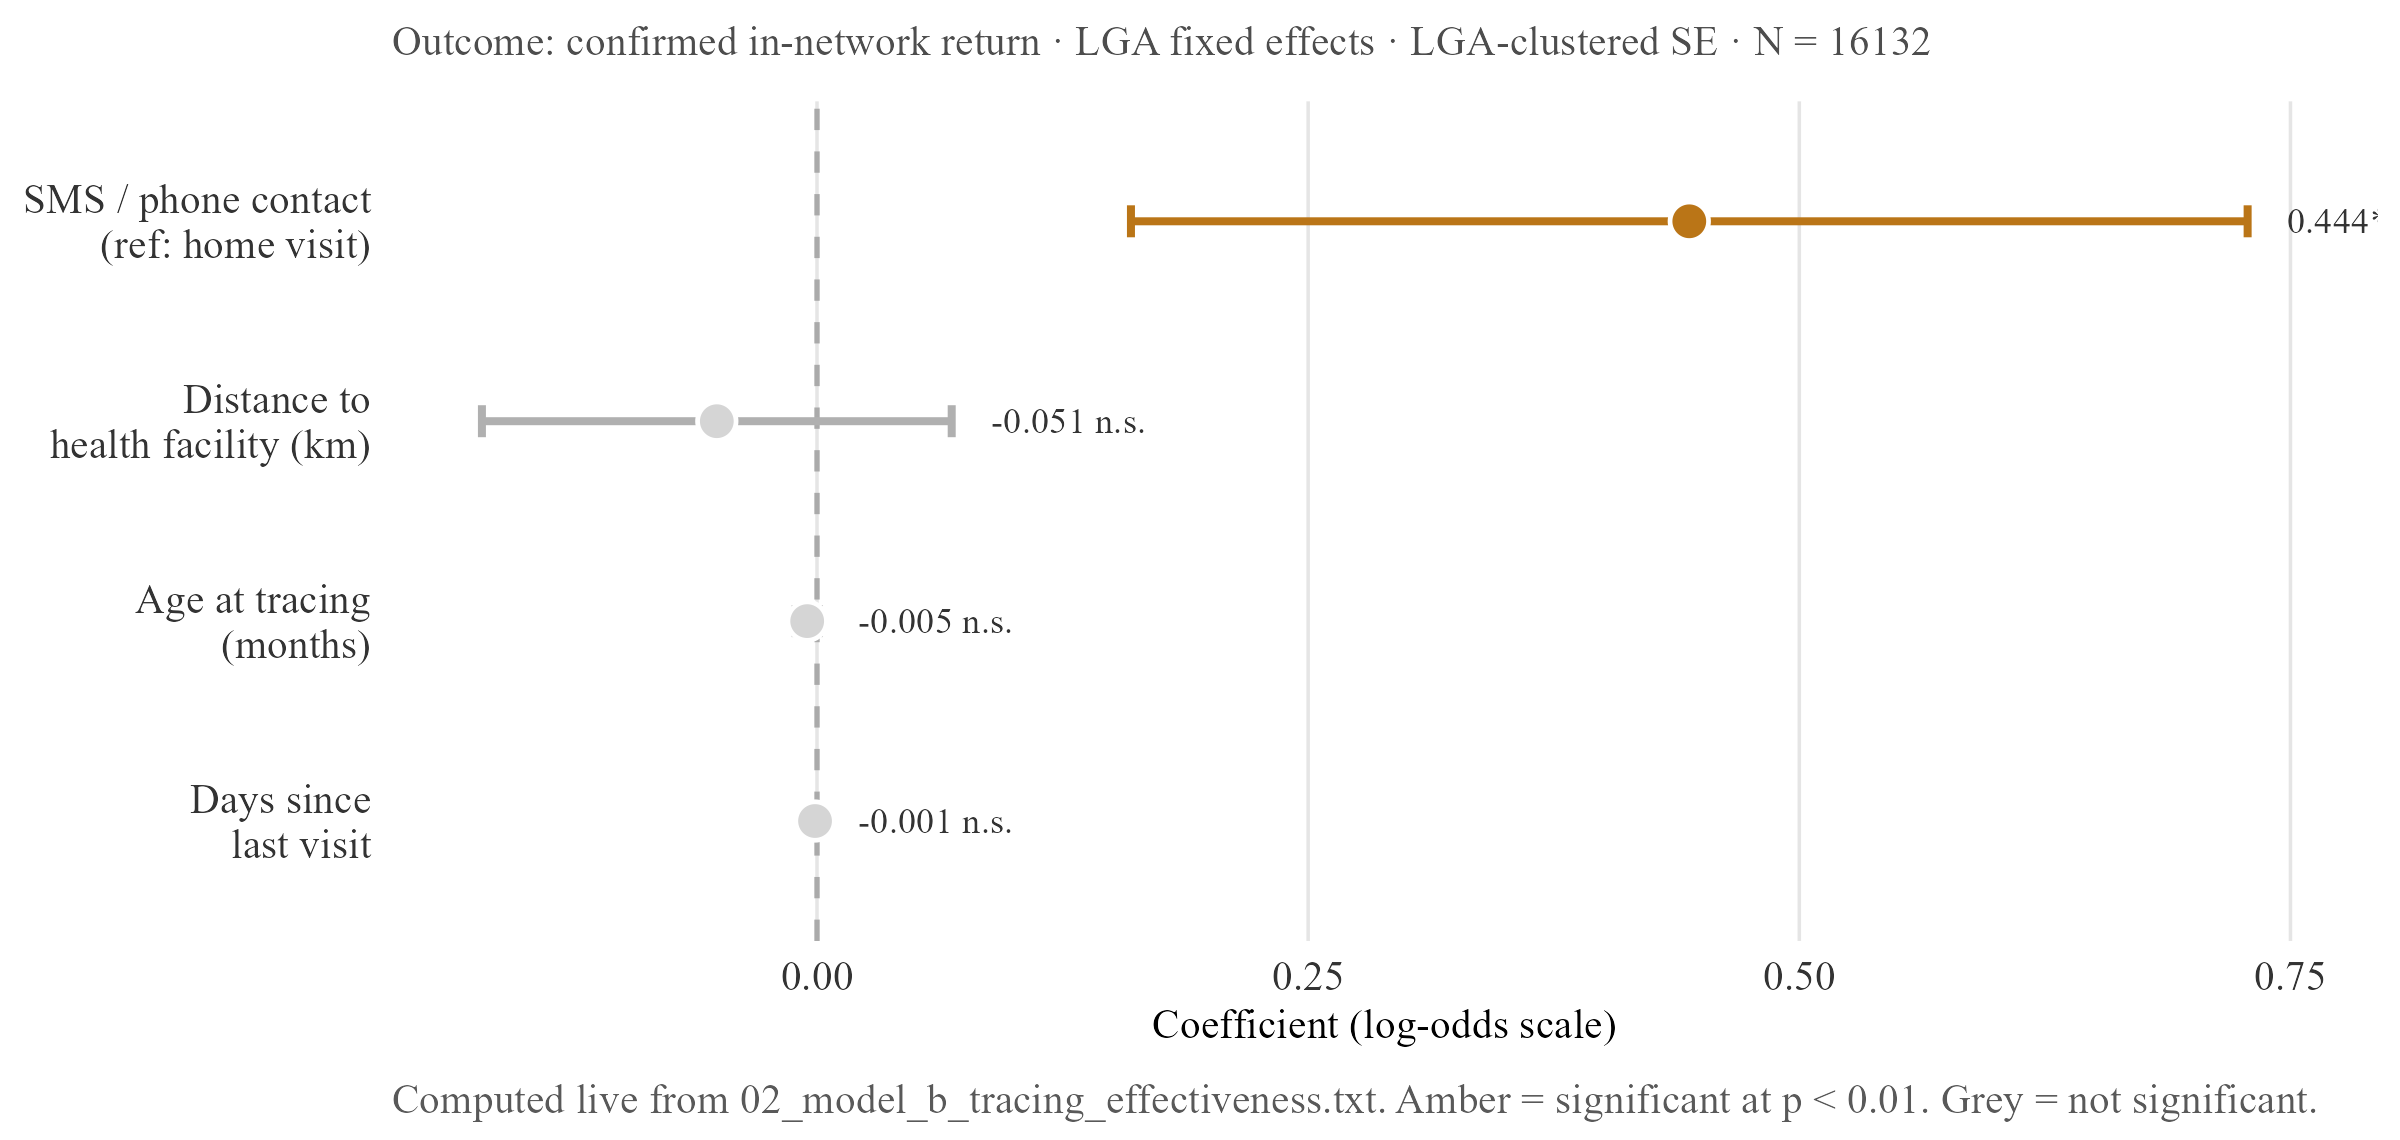 Outcome: confirmed in-network return · LGA fixed effects · LGA-clustered SE · N = 16132
SMS / phone contact
(ref: home visit)
0.444*
Distance to
health facility (km)
-0.051 n.s.
Age at tracing
(months)
-0.005 n.s.
Days since
last visit
-0.001 n.s.
0.00 0.25 0.50 0.75
Coefficient (log-odds scale)
Computed live from 02_model_b_tracing_effectiveness.txt. Amber = significant at p < 0.01. Grey = not significant.